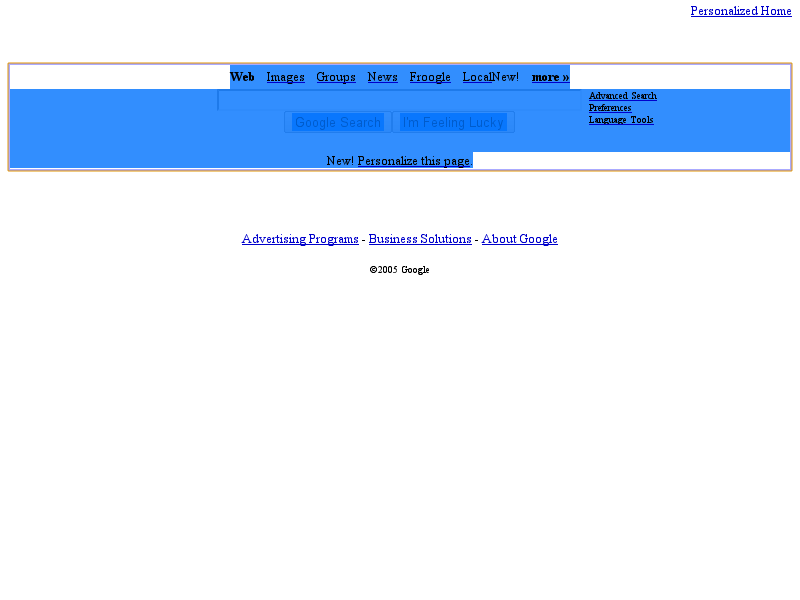 Personalized Home
Web Images Groups News Froogle LocalNew! more »
Advanced Search
Preferences
Language Tools
Google Search I'm Feeling Lucky
New! Personalize this page.
Advertising Programs - Business Solutions - About Google
©2005 Google